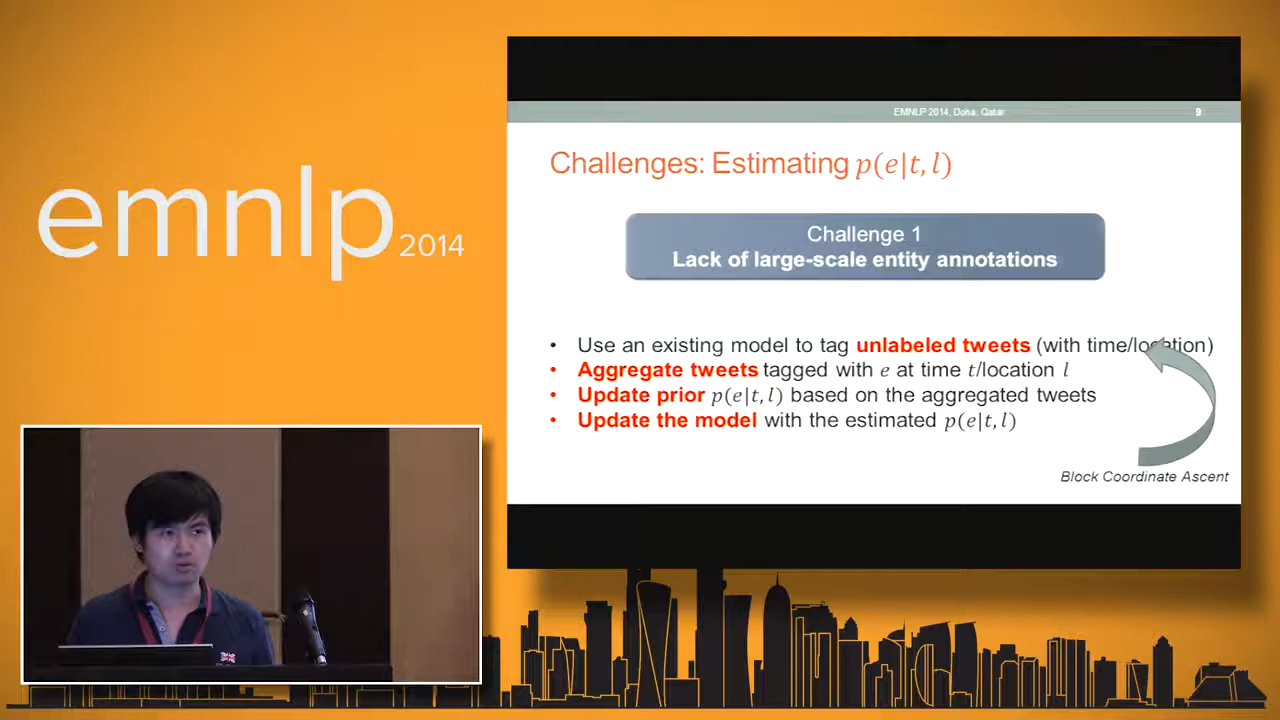 emnlp 2014
EMNLP 2014, Doha, Qatar
9
Challenges: Estimating p(e|t, l)
Challenge 1
Lack of large-scale entity annotations
• Use an existing model to tag unlabeled tweets (with time/location)
• Aggregate tweets tagged with e at time t/location l
• Update prior p(e|t, l) based on the aggregated tweets
• Update the model with the estimated p(e|t, l)
Block Coordinate Ascent